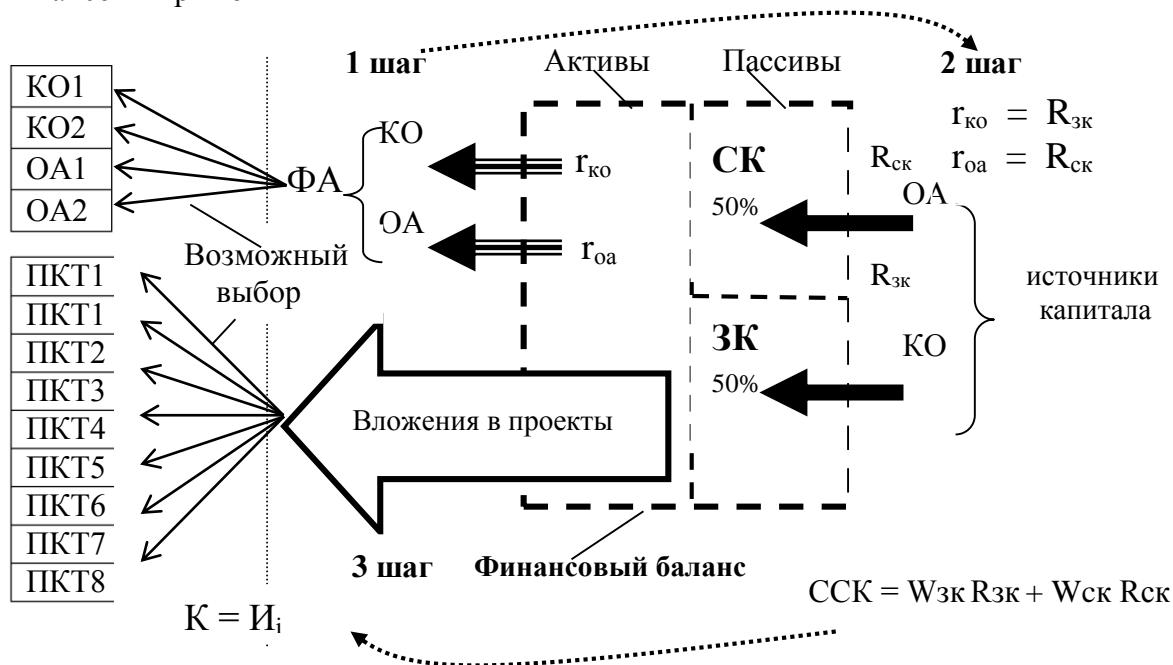 1 шаг
Активы
Пассивы
2 шаг
КО1
КО2
ОА1
ОА2
ФА
КО
ОА
rко
rоа
СК
50%
Rск
ОА
rко = Rзк
rоа = Rск
Возможный
выбор
ПКТ1
ПКТ1
ПКТ2
ПКТ3
ПКТ4
ПКТ5
ПКТ6
ПКТ7
ПКТ8
Вложения в проекты
ЗК
50%
Rзк
КО
источники
капитала
3 шаг
Финансовый баланс
ССК = Wзк Rзк + Wск Rск
К = Иi